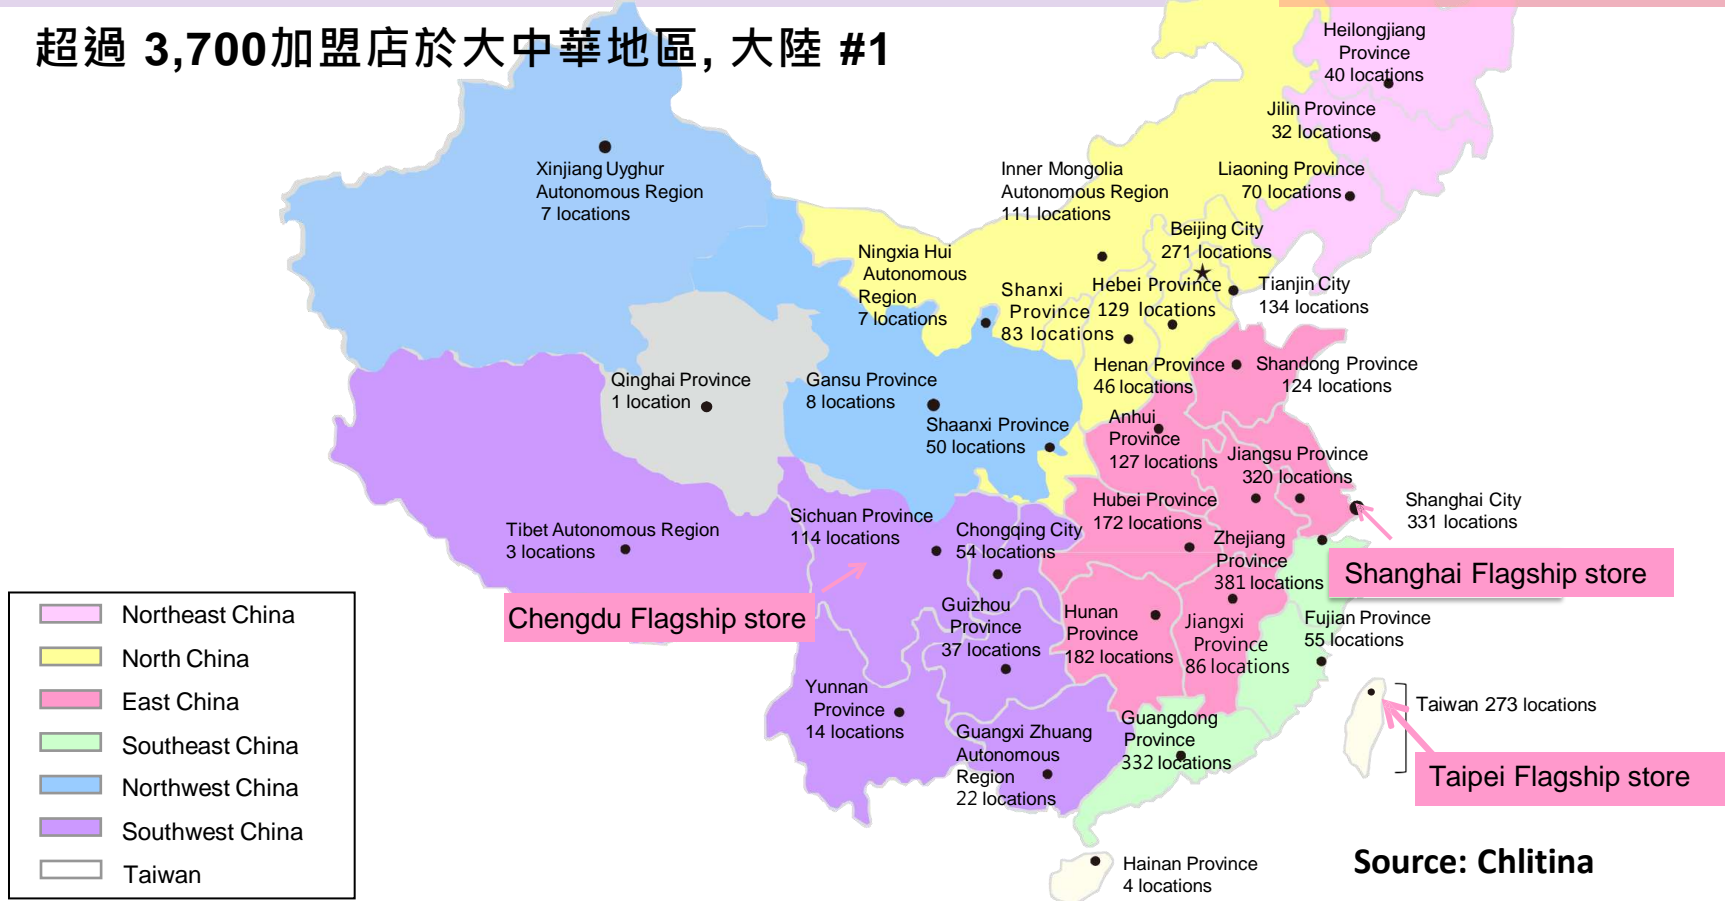 超過 3,700加盟店於大中華地區, 大陸 #1
Heilongjiang
Province
40 locations
Jilin Province
32 locations
Xinjiang Uyghur
Autonomous Region
7 locations
Inner Mongolia
Autonomous Region
111 locations
Liaoning Province
70 locations
Beijing City
271 locations
Ningxia Hui
Autonomous
Region
7 locations
Shanxi
Province
83 locations
Hebei Province
129 locations
Tianjin City
134 locations
Henan Province
46 locations
Shandong Province
124 locations
Qinghai Province
1 location
Gansu Province
8 locations
Shaanxi Province
50 locations
Anhui
Province
127 locations
Jiangsu Province
320 locations
Hubei Province
172 locations
Shanghai City
331 locations
Tibet Autonomous Region
3 locations
Sichuan Province
114 locations
Chongqing City
54 locations
Zhejiang
Province
381 locations
Shanghai Flagship store
Chengdu Flagship store
Guizhou
Province
37 locations
Hunan
Province
182 locations
Jiangxi
Province
86 locations
Fujian Province
55 locations
Yunnan
Province
14 locations
Guangxi Zhuang
Autonomous
Region
22 locations
Guangdong
Province
332 locations
Taiwan 273 locations
Taipei Flagship store
Hainan Province
4 locations
Northeast China
North China
East China
Southeast China
Northwest China
Southwest China
Taiwan
Source: Chlitina